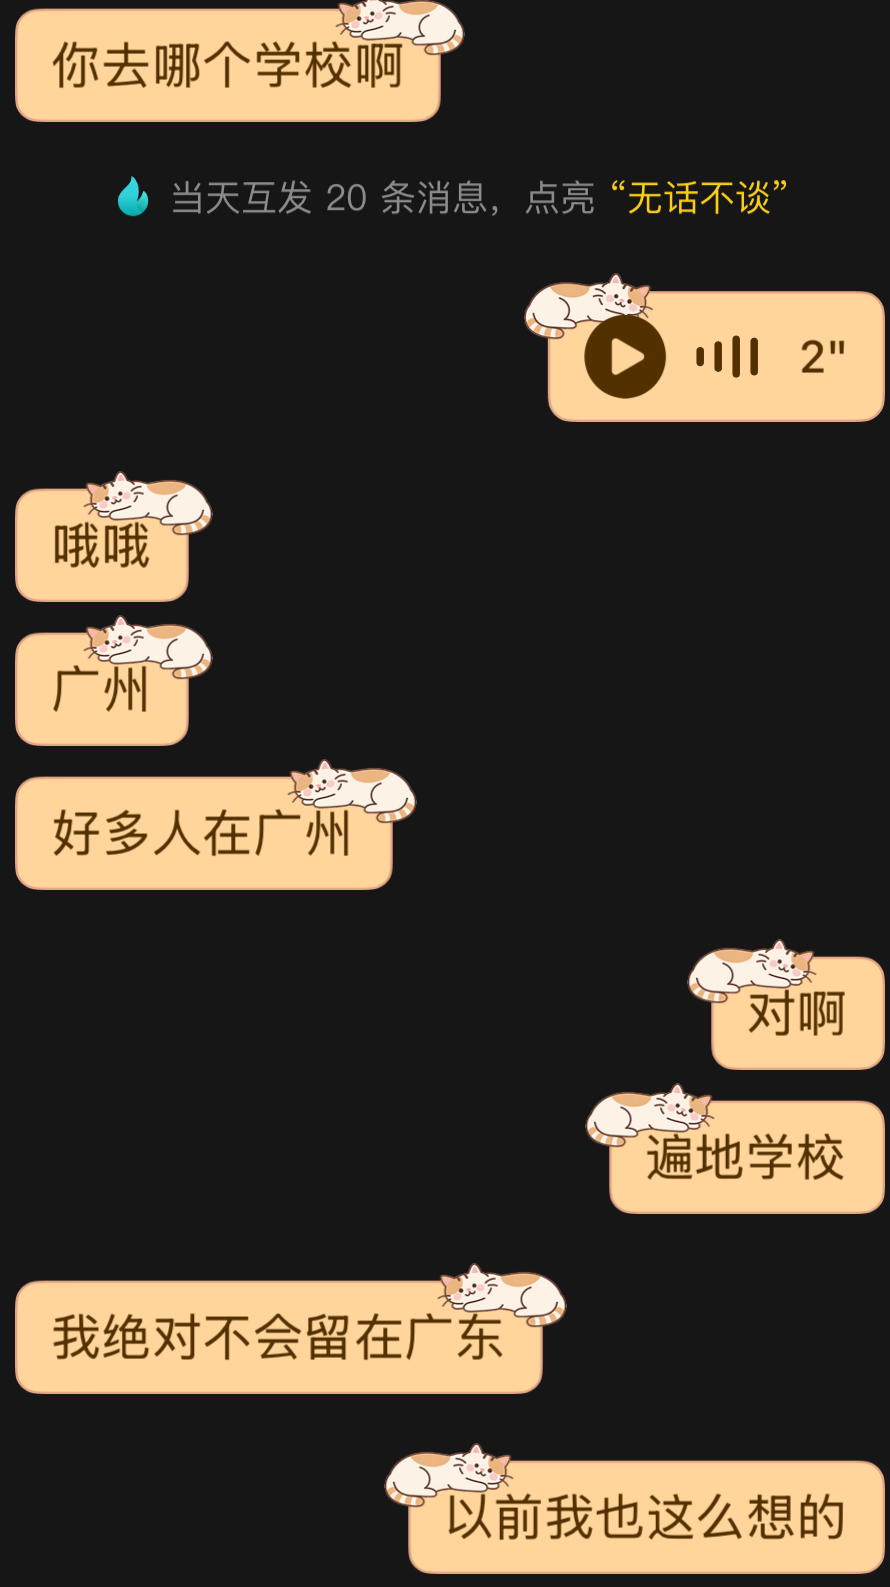 你去哪个学校啊
当天互发 20 条消息，点亮 “无话不谈”
2"
哦哦
广州
好多人在广州
对啊
遍地学校
我绝对不会留在广东
以前我也这么想的